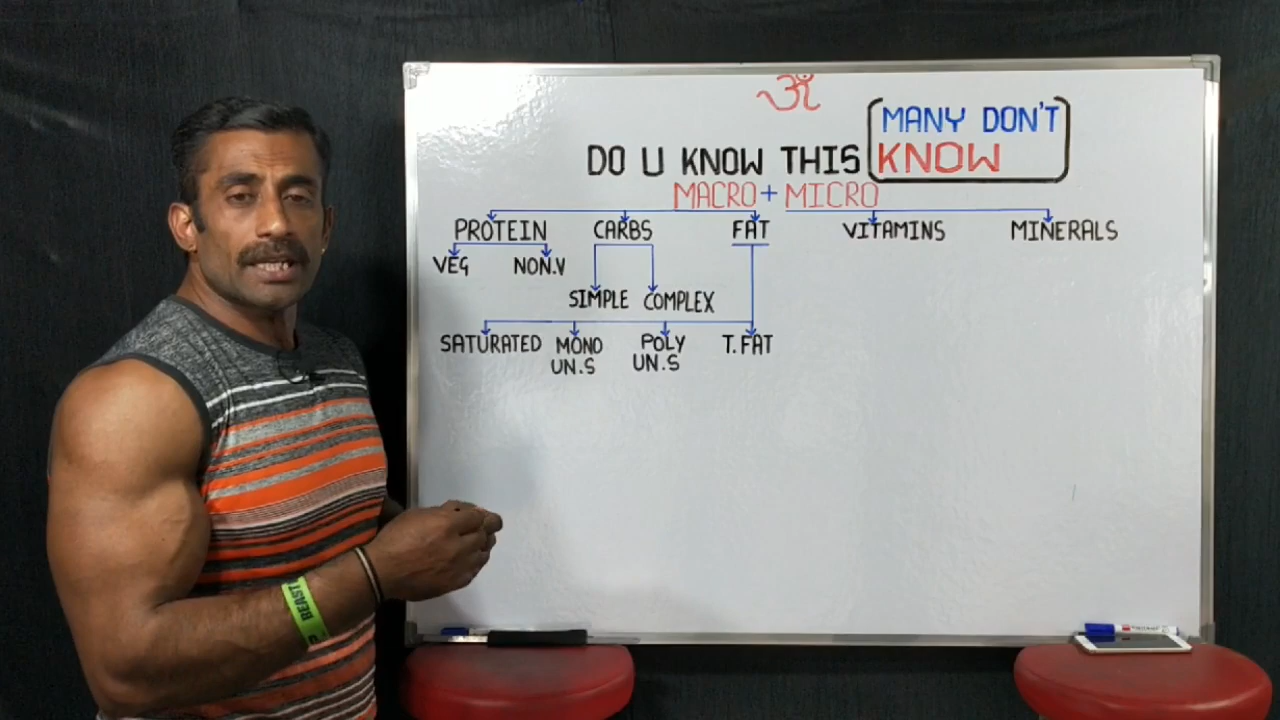 ॐ
MANY DON'T
DO U KNOW THIS KNOW
MACRO + MICRO
PROTEIN CARBS FAT VITAMINS MINERALS
VEG NON.V
SIMPLE COMPLEX
SATURATED MONO POLY T. FAT
UN.S UN.S
BEAST